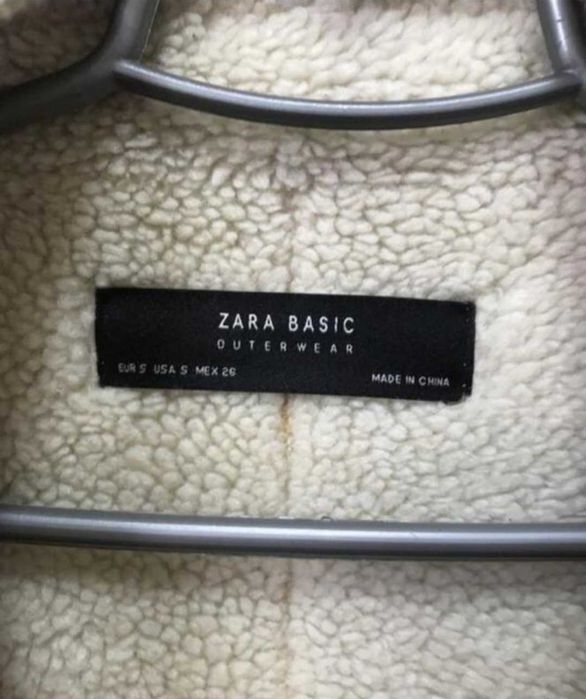 ZARA BASIC
OUTERWEAR
EUR S USA S MEX 26
MADE IN CHINA